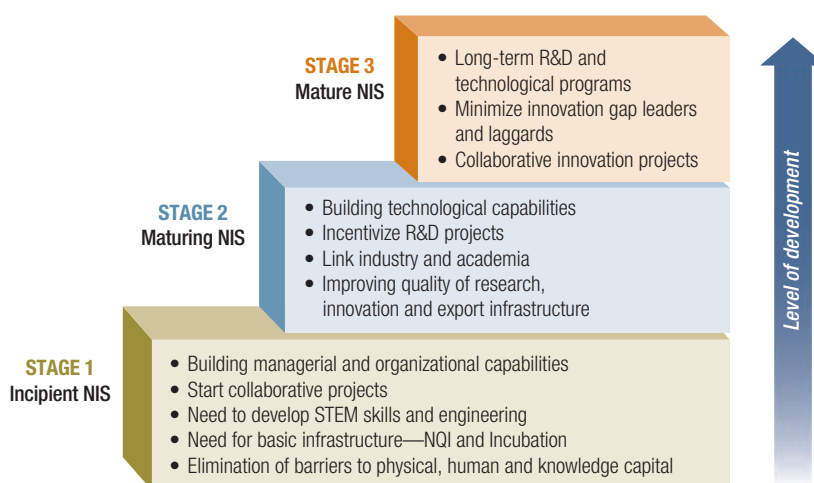 STAGE 3
Mature NIS
• Long-term R&D and
technological programs
• Minimize innovation gap leaders
and laggards
• Collaborative innovation projects
STAGE 2
Maturing NIS
• Building technological capabilities
• Incentivize R&D projects
• Link industry and academia
• Improving quality of research,
innovation and export infrastructure
STAGE 1
Incipient NIS
• Building managerial and organizational capabilities
• Start collaborative projects
• Need to develop STEM skills and engineering
• Need for basic infrastructure—NQI and Incubation
• Elimination of barriers to physical, human and knowledge capital
Level of development